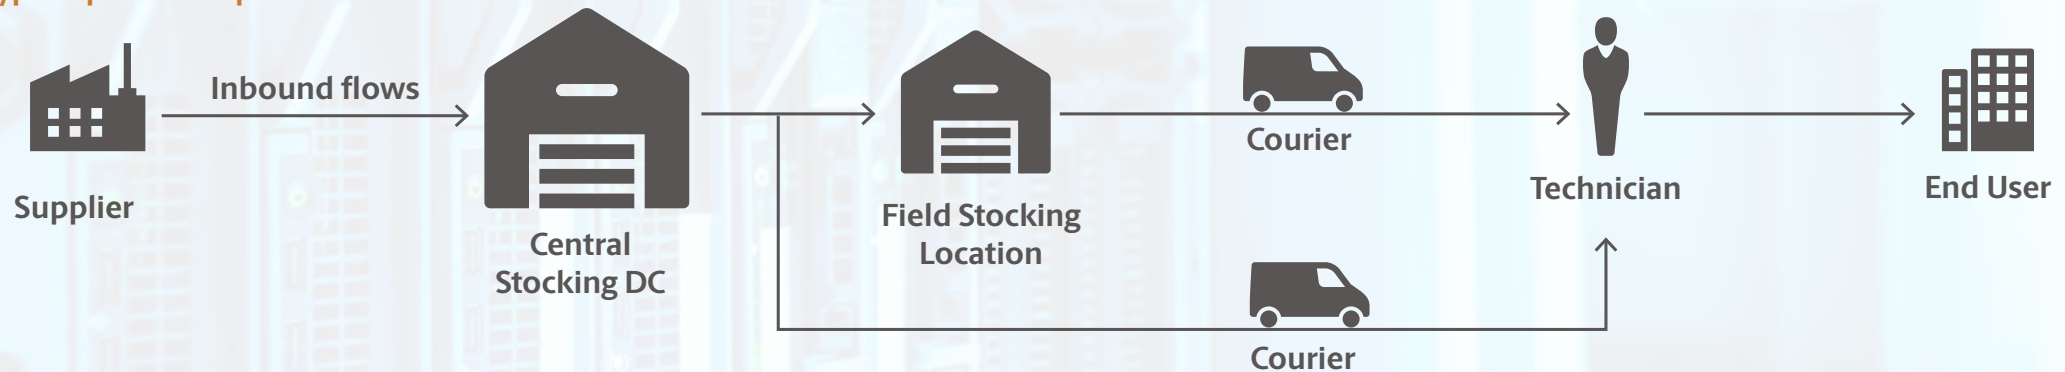 Supplier
Inbound flows
Central
Stocking DC
Field Stocking
Location
Courier
Courier
Technician
End User